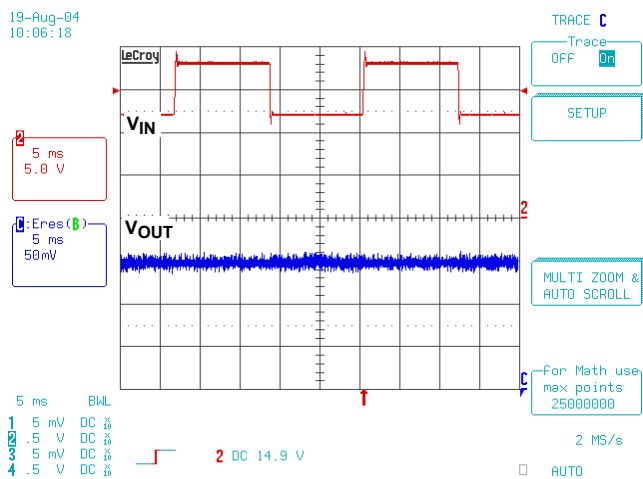 19-Aug-04
10:06:18
LeCroy
VIN
VOUT
2
5 ms
5.0 V
C:Eres(B)
5 ms
50mV
2
C
TRACE C
Trace
OFF On
SETUP
MULTI ZOOM &
AUTO SCROLL
For Math use
max points
25000000
5 ms BWL
1 5 mV DC X10
2 .5 V DC X10
3 5 mV DC X10
4 .5 V DC X10
2 DC 14.9 V
2 MS/s
AUTO